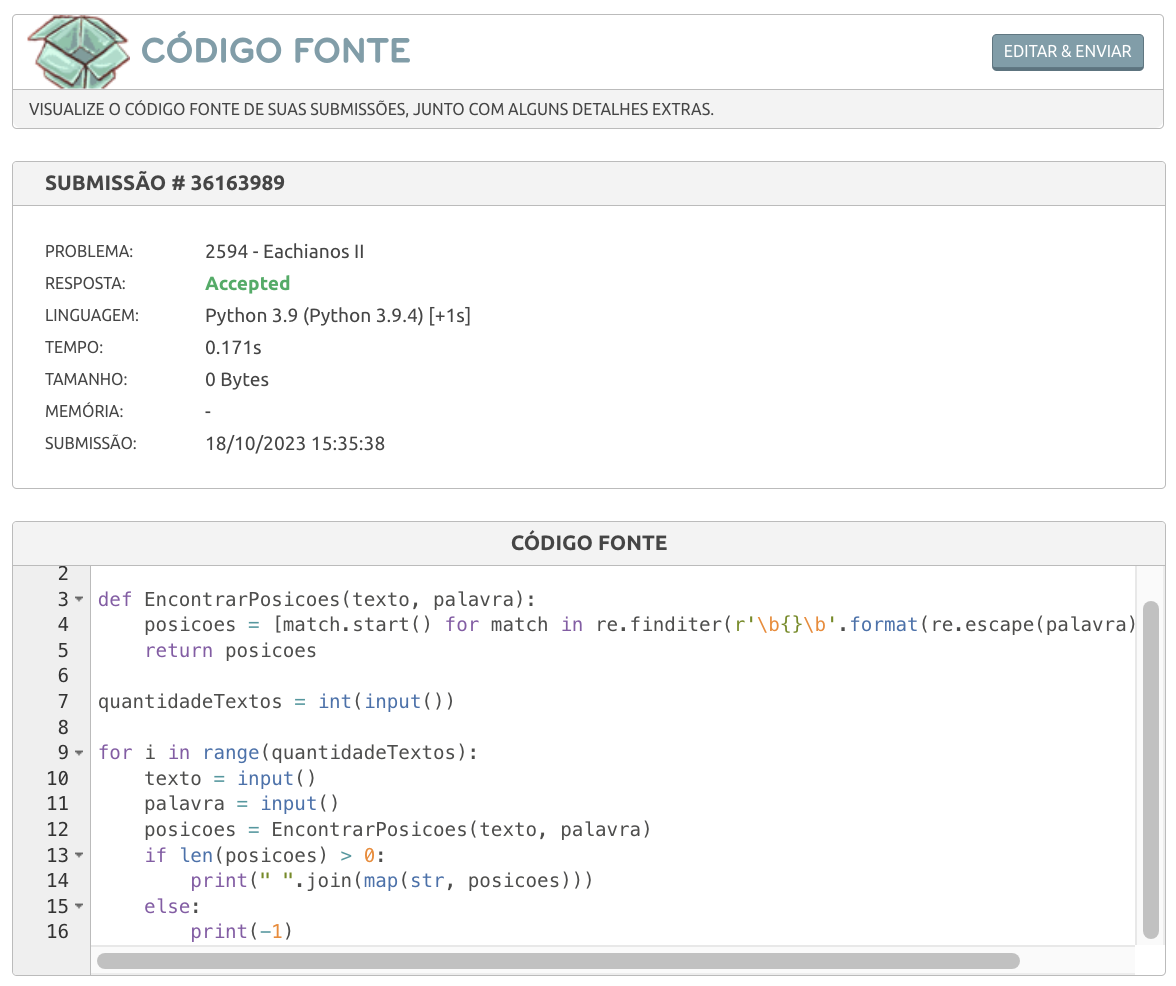 CÓDIGO FONTE
EDITAR & ENVIAR
VISUALIZE O CÓDIGO FONTE DE SUAS SUBMISSÕES, JUNTO COM ALGUNS DETALHES EXTRAS.
SUBMISSÃO # 36163989
PROBLEMA: 2594 - Eachianos II
RESPOSTA: Accepted
LINGUAGEM: Python 3.9 (Python 3.9.4) [+1s]
TEMPO: 0.171s
TAMANHO: 0 Bytes
MEMÓRIA: -
SUBMISSÃO: 18/10/2023 15:35:38
CÓDIGO FONTE
2
3 def EncontrarPosicoes(texto, palavra):
4     posicoes = [match.start() for match in re.finditer(r'\b{}\b'.format(re.escape(palavra)
5     return posicoes
6
7 quantidadeTextos = int(input())
8
9 for i in range(quantidadeTextos):
10     texto = input()
11     palavra = input()
12     posicoes = EncontrarPosicoes(texto, palavra)
13     if len(posicoes) > 0:
14         print(" ".join(map(str, posicoes)))
15     else:
16         print(-1)